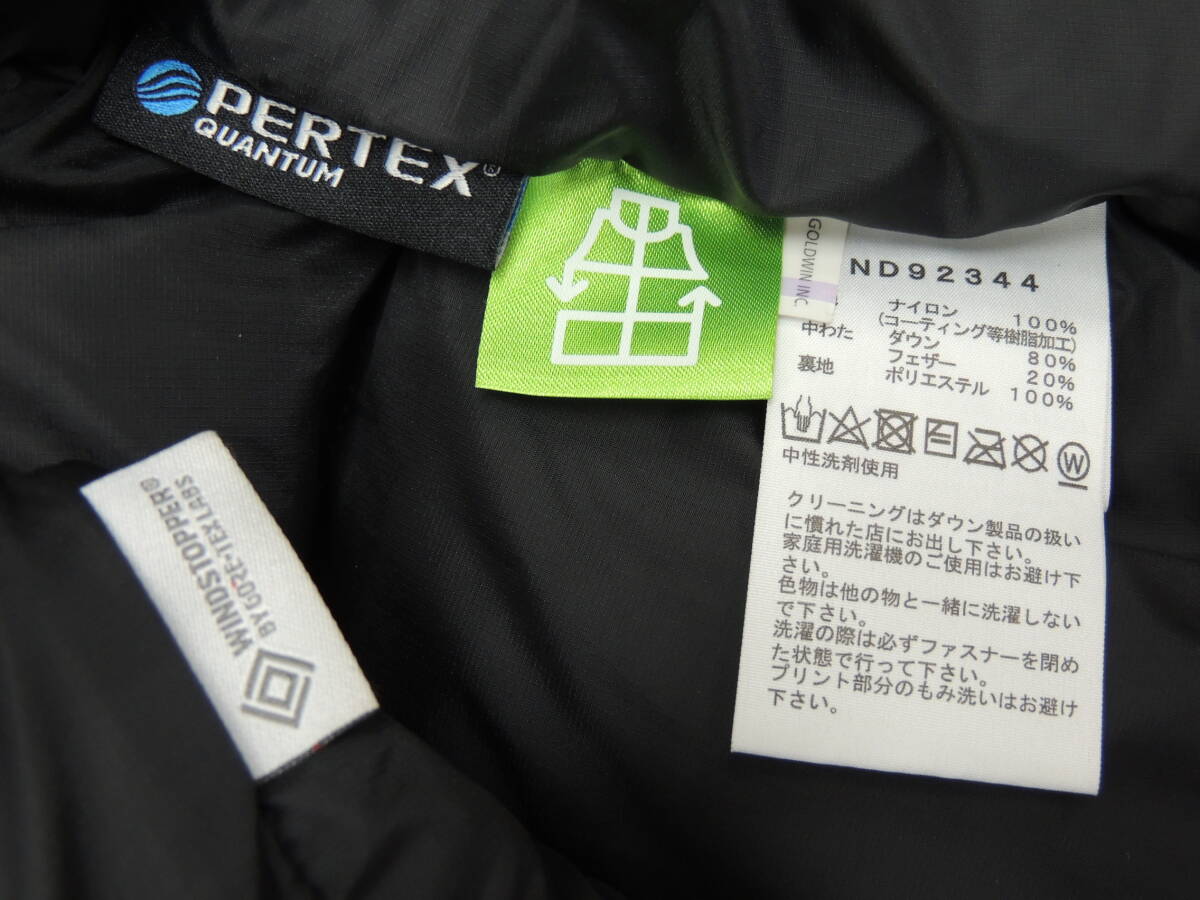 PERTEX®
QUANTUM
GOLDWIN INC
ND92344
ナイロン 100%
(コーティング等樹脂加工)
中わた ダウン 80%
フェザー 20%
裏地 ポリエステル 100%
W
中性洗剤使用
クリーニングはダウン製品の扱い
に慣れた店にお出し下さい。
家庭用洗濯機のご使用はお避け下
さい。
色物は他の物と一緒に洗濯しない
で下さい。
洗濯の際は必ずファスナーを閉め
た状態で行って下さい。
プリント部分のもみ洗いはお避け
下さい。
WINDSTOPPER®
BY GORE-TEX LABS